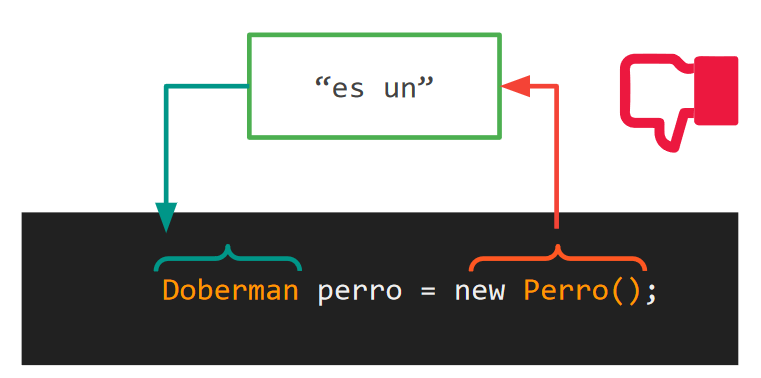 “es un”
Doberman perro = new Perro();